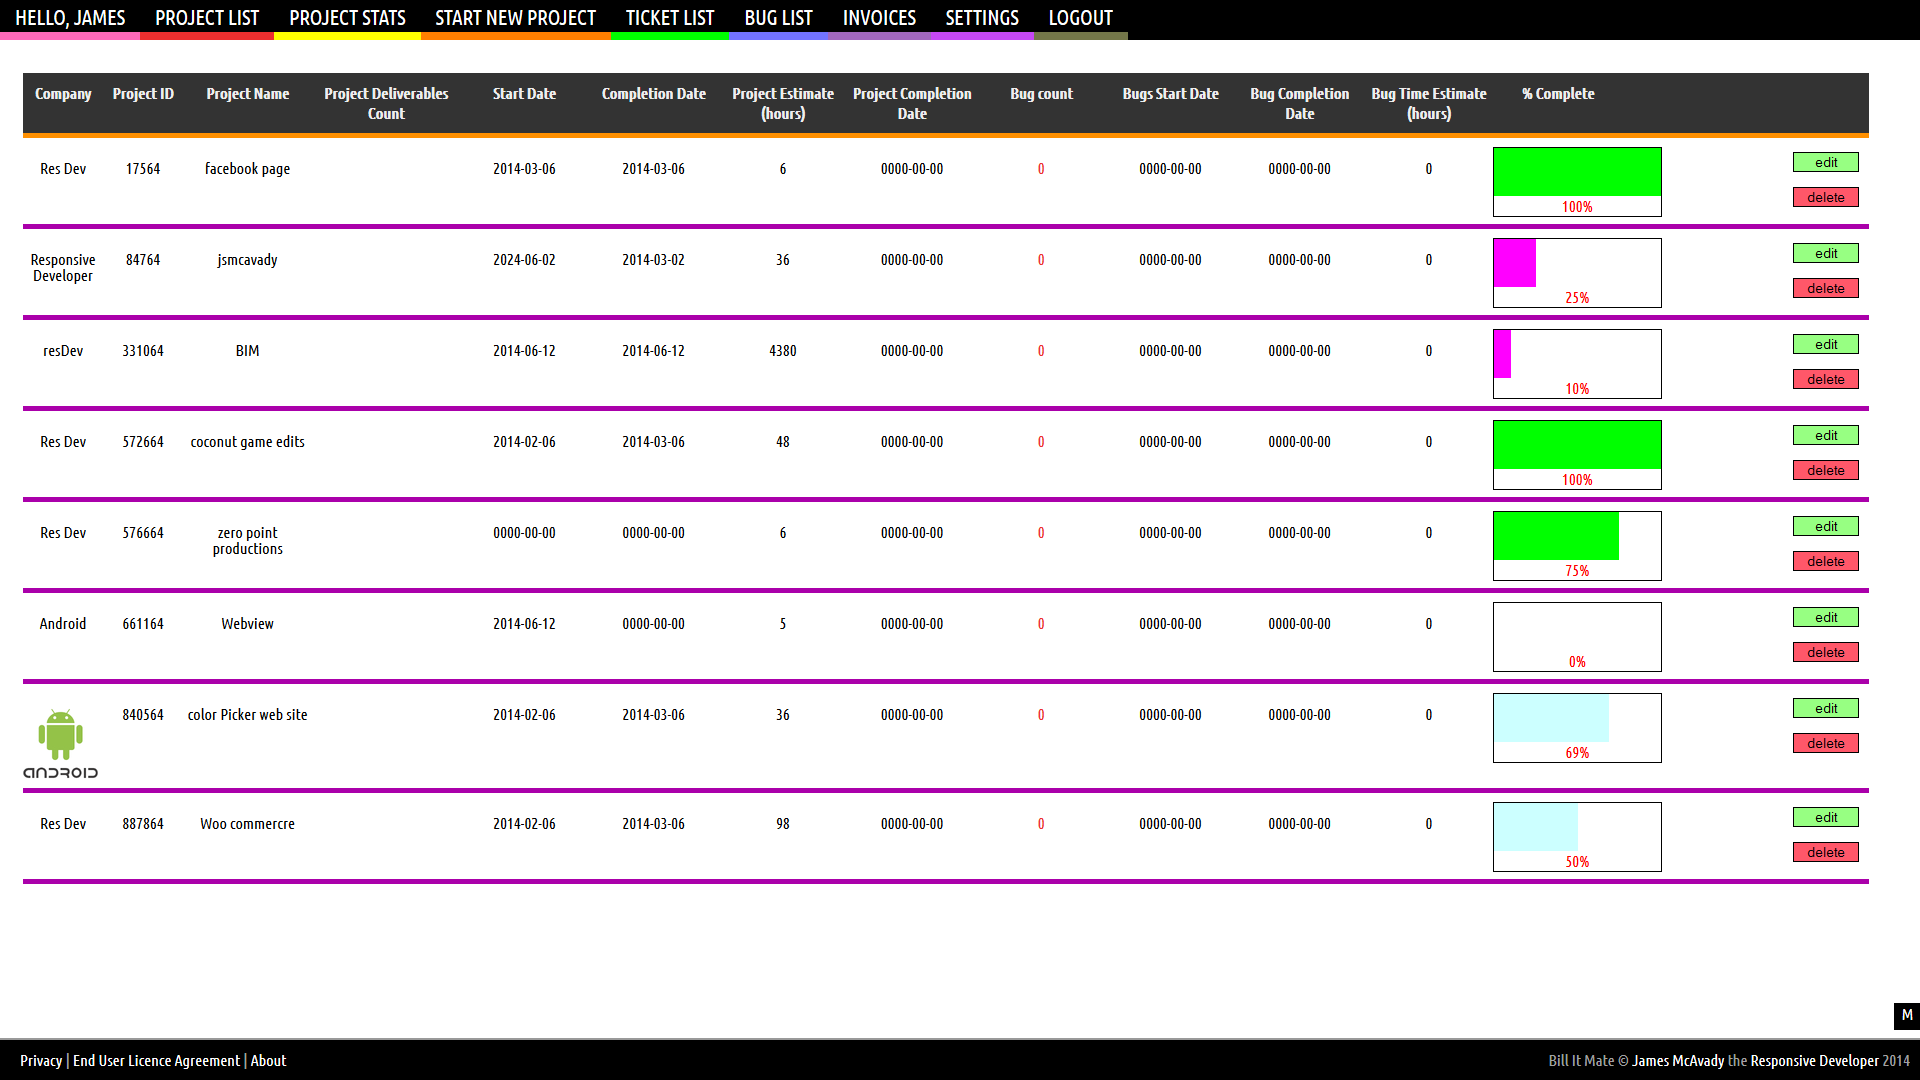 HELLO, JAMES PROJECT LIST PROJECT STATS START NEW PROJECT TICKET LIST BUG LIST INVOICES SETTINGS LOGOUT
Company Project ID Project Name Project Deliverables Count Start Date Completion Date Project Estimate (hours) Project Completion Date Bug count Bugs Start Date Bug Completion Date Bug Time Estimate (hours) % Complete
Res Dev 17564 facebook page 2014-03-06 2014-03-06 6 0000-00-00 0 0000-00-00 0000-00-00 0 100% edit delete
Responsive Developer 84764 jsmcavady 2024-06-02 2014-03-02 36 0000-00-00 0 0000-00-00 0000-00-00 0 25% edit delete
resDev 331064 BIM 2014-06-12 2014-06-12 4380 0000-00-00 0 0000-00-00 0000-00-00 0 10% edit delete
Res Dev 572664 coconut game edits 2014-02-06 2014-03-06 48 0000-00-00 0 0000-00-00 0000-00-00 0 100% edit delete
Res Dev 576664 zero point productions 0000-00-00 0000-00-00 6 0000-00-00 0 0000-00-00 0000-00-00 0 75% edit delete
Android 661164 Webview 2014-06-12 0000-00-00 5 0000-00-00 0 0000-00-00 0000-00-00 0 0% edit delete
ANDROID 840564 color Picker web site 2014-02-06 2014-03-06 36 0000-00-00 0 0000-00-00 0000-00-00 0 69% edit delete
Res Dev 887864 Woo commercre 2014-02-06 2014-03-06 98 0000-00-00 0 0000-00-00 0000-00-00 0 50% edit delete
M
Privacy | End User Licence Agreement | About
Bill It Mate © James McAvady the Responsive Developer 2014